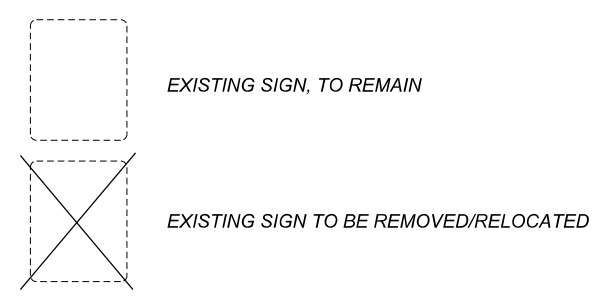 EXISTING SIGN, TO REMAIN
EXISTING SIGN TO BE REMOVED/RELOCATED